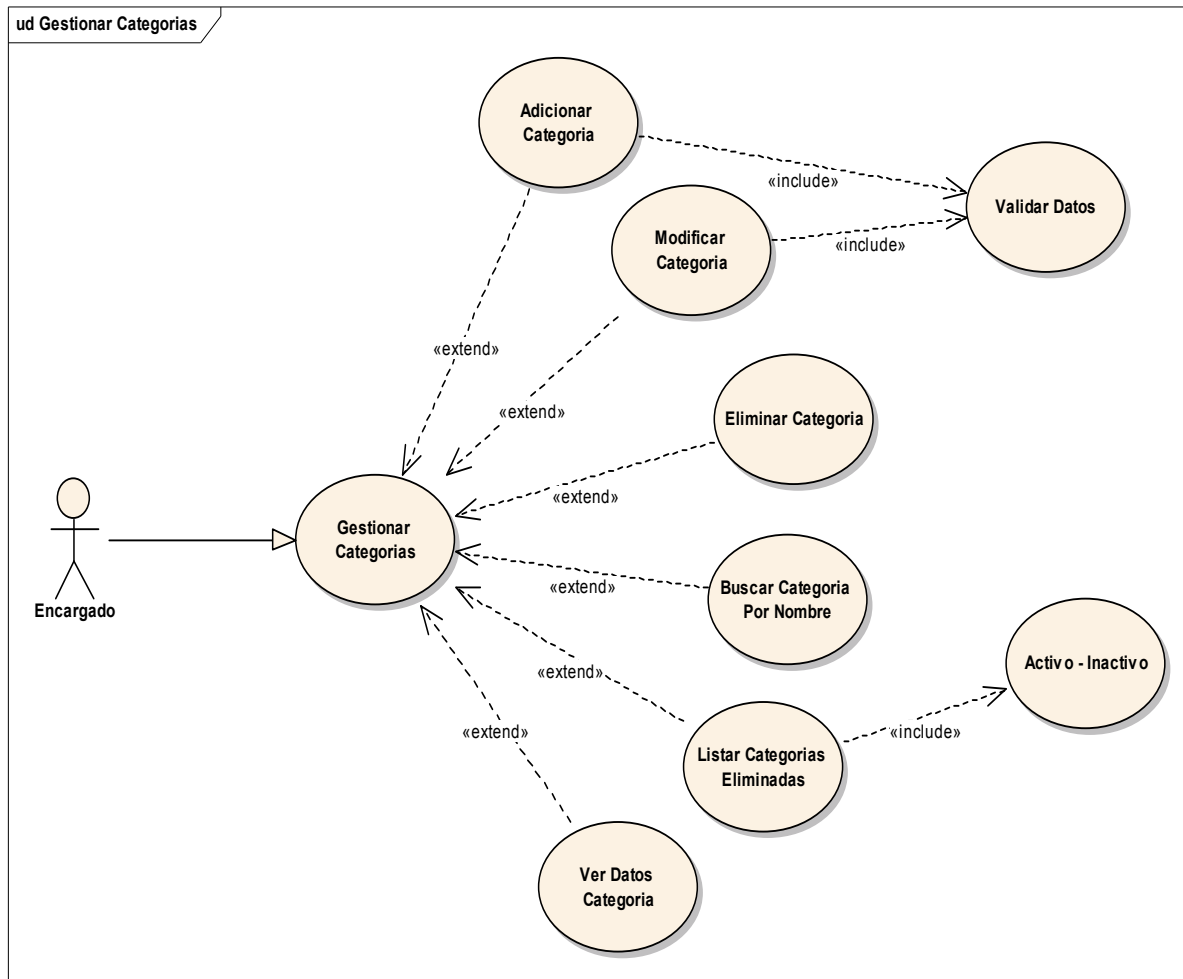 ud Gestionar Categorias
Adicionar
Categoria
«include»
Validar Datos
Modificar
Categoria
«include»
«extend»
«extend»
Eliminar Categoria
«extend»
Gestionar
Categorias
Encargado
«extend»
Buscar Categoria
Por Nombre
«extend»
Activo - Inactivo
«extend»
Listar Categorias
Eliminadas
«include»
Ver Datos
Categoria